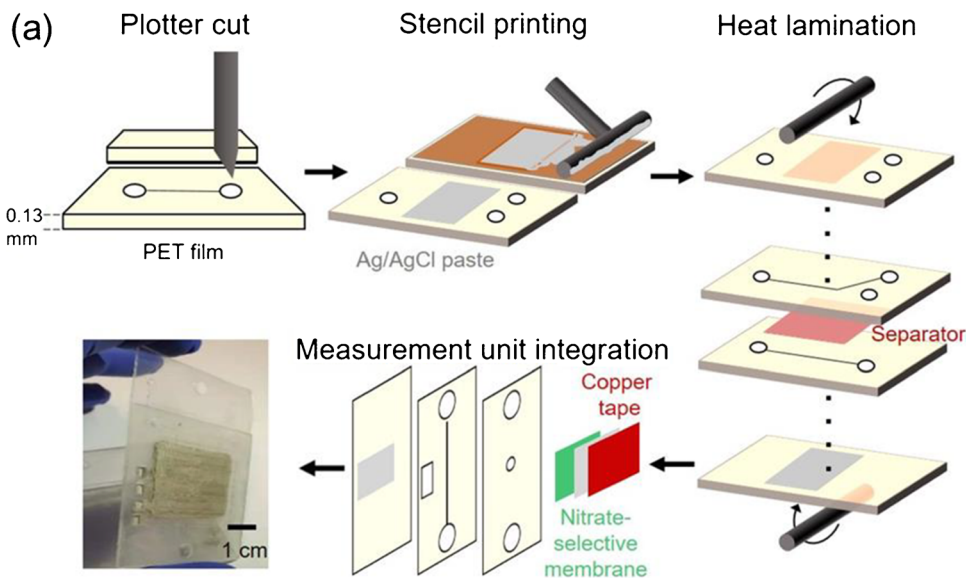 (a)
Plotter cut
Stencil printing
Heat lamination
0.13
mm
PET film
Ag/AgCl paste
Separator
Measurement unit integration
Copper
tape
Nitrate-
selective
membrane
1 cm